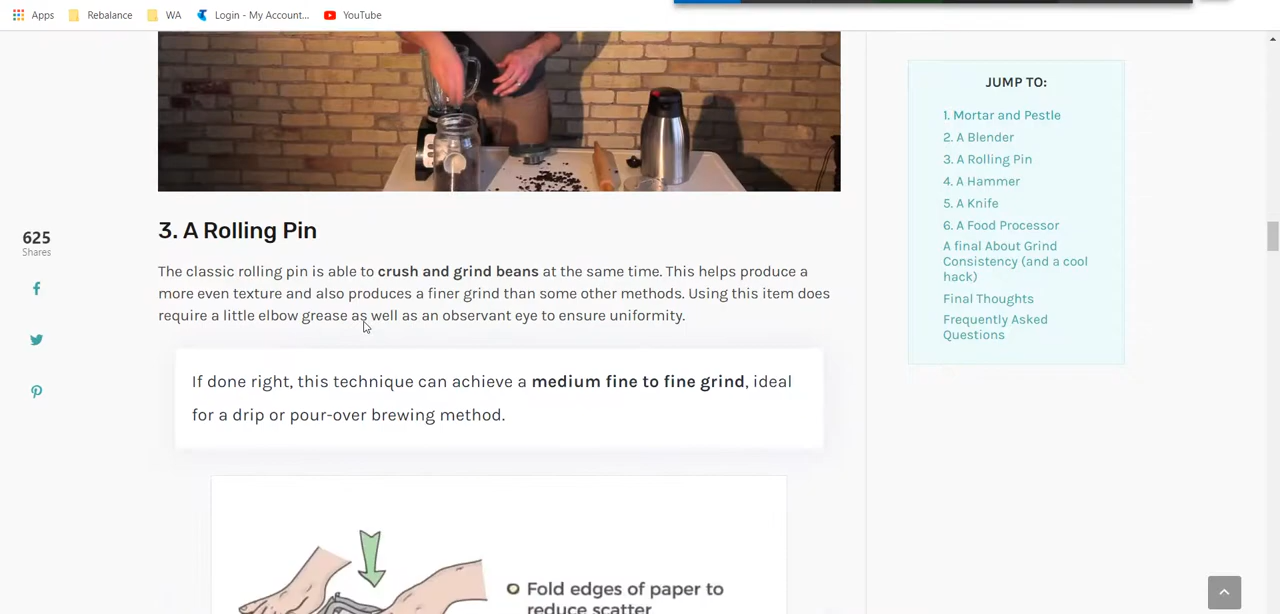 Apps Rebalance WA Login - My Account... YouTube
3. A Rolling Pin
The classic rolling pin is able to crush and grind beans at the same time. This helps produce a
more even texture and also produces a finer grind than some other methods. Using this item does
require a little elbow grease as well as an observant eye to ensure uniformity.
If done right, this technique can achieve a medium fine to fine grind, ideal
for a drip or pour-over brewing method.
Fold edges of paper to
reduce scatter.
625
Shares
JUMP TO:
1. Mortar and Pestle
2. A Blender
3. A Rolling Pin
4. A Hammer
5. A Knife
6. A Food Processor
A final About Grind
Consistency (and a cool
hack)
Final Thoughts
Frequently Asked
Questions